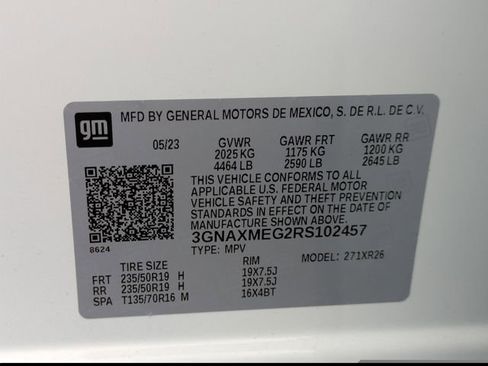 gm MFD BY GENERAL MOTORS DE MEXICO, S. DE R.L. DE C.V.
05/23 GVWR GAWR FRT GAWR RR
2025 KG 1175 KG 1200 KG
4464 LB 2590 LB 2645 LB
THIS VEHICLE CONFORMS TO ALL
APPLICABLE U.S. FEDERAL MOTOR
VEHICLE SAFETY AND THEFT PREVENTION
STANDARDS IN EFFECT ON THE DATE OF
MANUFACTURE SHOWN ABOVE.
8624 3GNAXMEG2RS102457
TYPE: MPV MODEL: 271XR26
TIRE SIZE RIM
FRT 235/50R19 H 19X7.5J
RR 235/50R19 H 19X7.5J
SPA T135/70R16 M 16X4BT